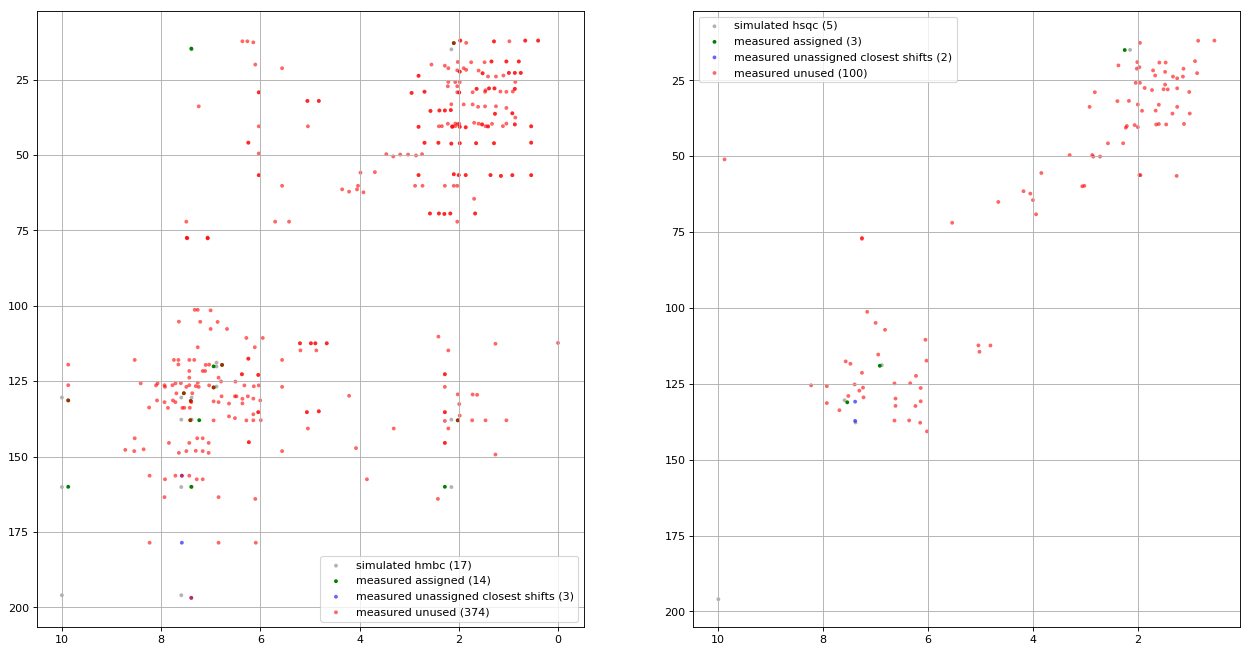 simulated hsqc (5)
measured assigned (3)
measured unassigned closest shifts (2)
measured unused (100)
25
50
75
100
125
150
175
200
25
50
75
100
125
150
175
200
simulated hmbc (17)
measured assigned (14)
measured unassigned closest shifts (3)
measured unused (374)
10 8 6 4 2 0
10 8 6 4 2